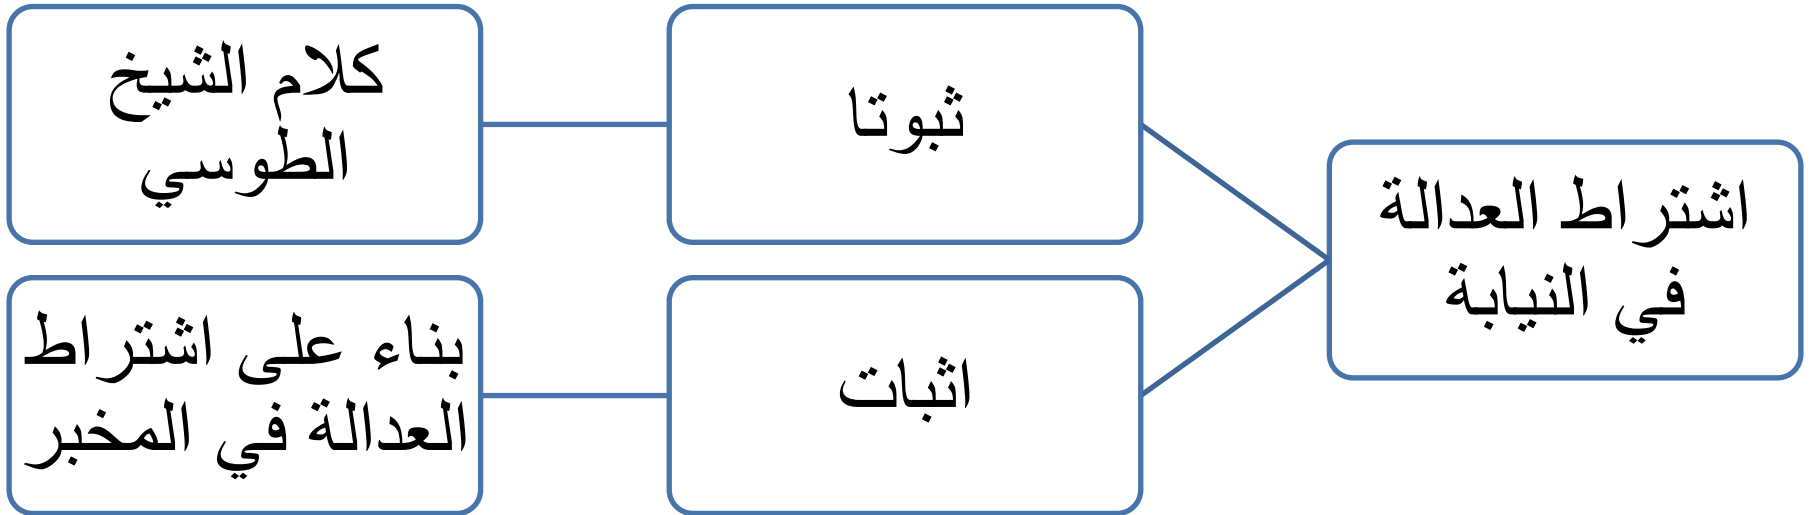 اشتراط العدالة
في النيابة
ثبوتا
كلام الشيخ
الطوسي
اثبات
بناء على اشتراط
العدالة في المخبر